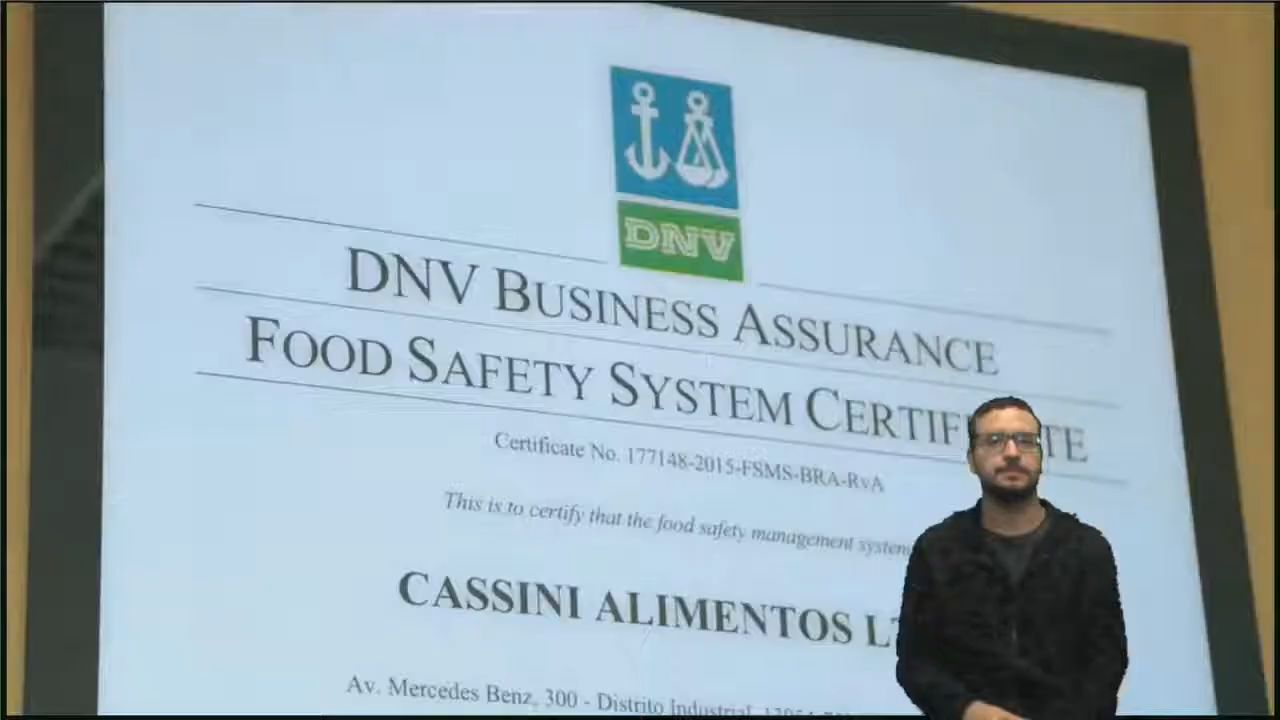 DNV
DNV BUSINESS ASSURANCE
FOOD SAFETY SYSTEM CERTIF TE
Certificate No. 177148-2015-FSMS-BRA-RvA
This is to certify that the food safety management system
CASSINI ALIMENTOS
Av. Mercedes Benz, 300 - Distrito Industrial,